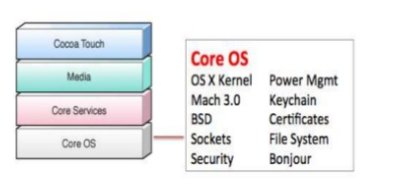 Cocoa Touch
Media
Core Services
Core OS
Core OS
OS X Kernel Power Mgmt
Mach 3.0 Keychain
BSD Certificates
Sockets File System
Security Bonjour